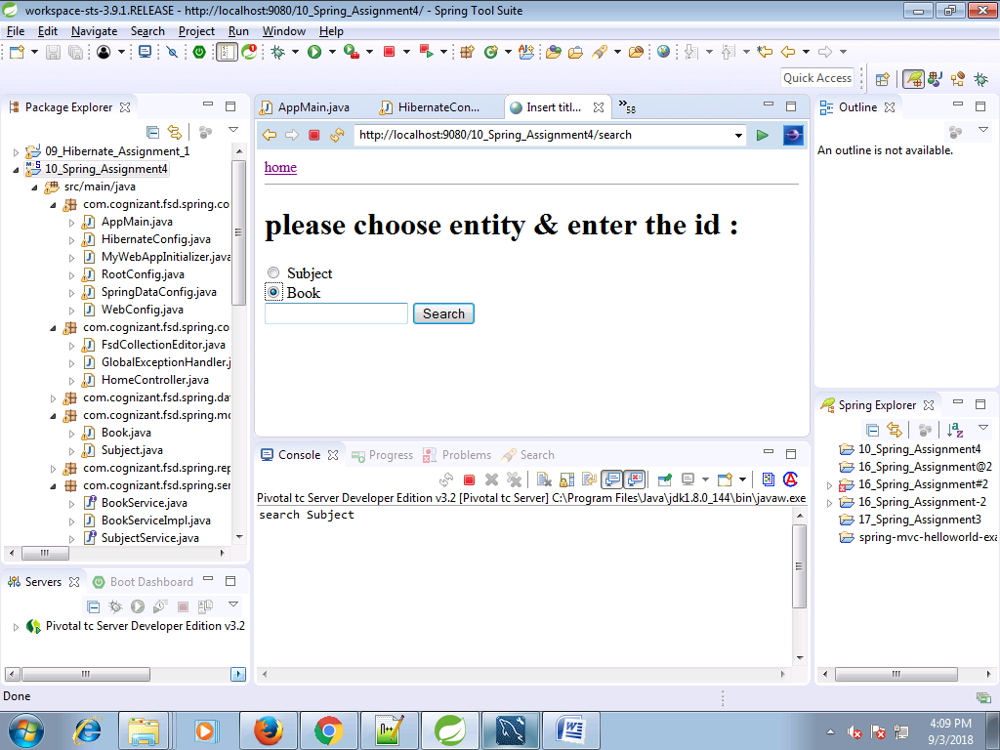 workspace-sts-3.9.1.RELEASE - http://localhost:9080/10_Spring_Assignment4/ - Spring Tool Suite
File Edit Navigate Search Project Run Window Help
Quick Access
Package Explorer
09_Hibernate_Assignment_1
10_Spring_Assignment4
src/main/java
com.cognizant.fsd.spring.co
AppMain.java
HibernateConfig.java
MyWebAppInitializer.java
RootConfig.java
SpringDataConfig.java
WebConfig.java
com.cognizant.fsd.spring.co
FsdCollectionEditor.java
GlobalExceptionHandler.j
HomeController.java
com.cognizant.fsd.spring.da
com.cognizant.fsd.spring.mo
Book.java
Subject.java
com.cognizant.fsd.spring.rep
com.cognizant.fsd.spring.ser
BookService.java
BookServiceImpl.java
SubjectService.java
Servers Boot Dashboard
Pivotal tc Server Developer Edition v3.2
AppMain.java HibernateCon... Insert titl... »58
http://localhost:9080/10_Spring_Assignment4/search
home
please choose entity & enter the id :
Subject
Book
Search
Console Progress Problems Search
Pivotal tc Server Developer Edition v3.2 [Pivotal tc Server] C:\Program Files\Java\jdk1.8.0_144\bin\javaw.exe
search Subject
Outline
An outline is not available.
Spring Explorer
10_Spring_Assignment4
16_Spring_Assignment@2
16_Spring_Assignment#2
16_Spring_Assignment-2
17_Spring_Assignment3
spring-mvc-helloworld-exa
Done
4:09 PM
9/3/2018